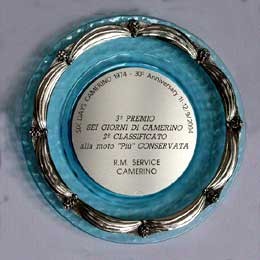 SIX DAYS CAMERINO 1974 - 30° Anniversary 11-12/9/2004
3° PREMIO
SEI GIORNI DI CAMERINO
2° CLASSIFICATO
alla moto "Più" CONSERVATA
R.M. SERVICE
CAMERINO